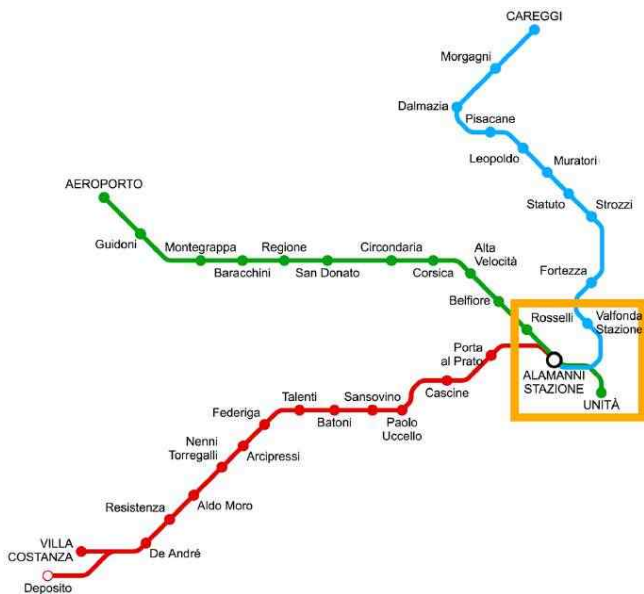 CAREGGI
Morgagni
Dalmazia
Pisacane
Leopoldo
Muratori
Statuto
Strozzi
Fortezza
Valfonda
Stazione
AEROPORTO
Guidoni
Montegrappa
Baracchini
Regione
San Donato
Circondaria
Corsica
Alta
Velocità
Belfiore
Rosselli
ALAMANNI
STAZIONE
UNITÀ
Porta
al Prato
Cascine
Paolo
Uccello
Sansovino
Batoni
Talenti
Federiga
Arcipressi
Nenni
Torregalli
Aldo Moro
Resistenza
De André
VILLA
COSTANZA
Deposito